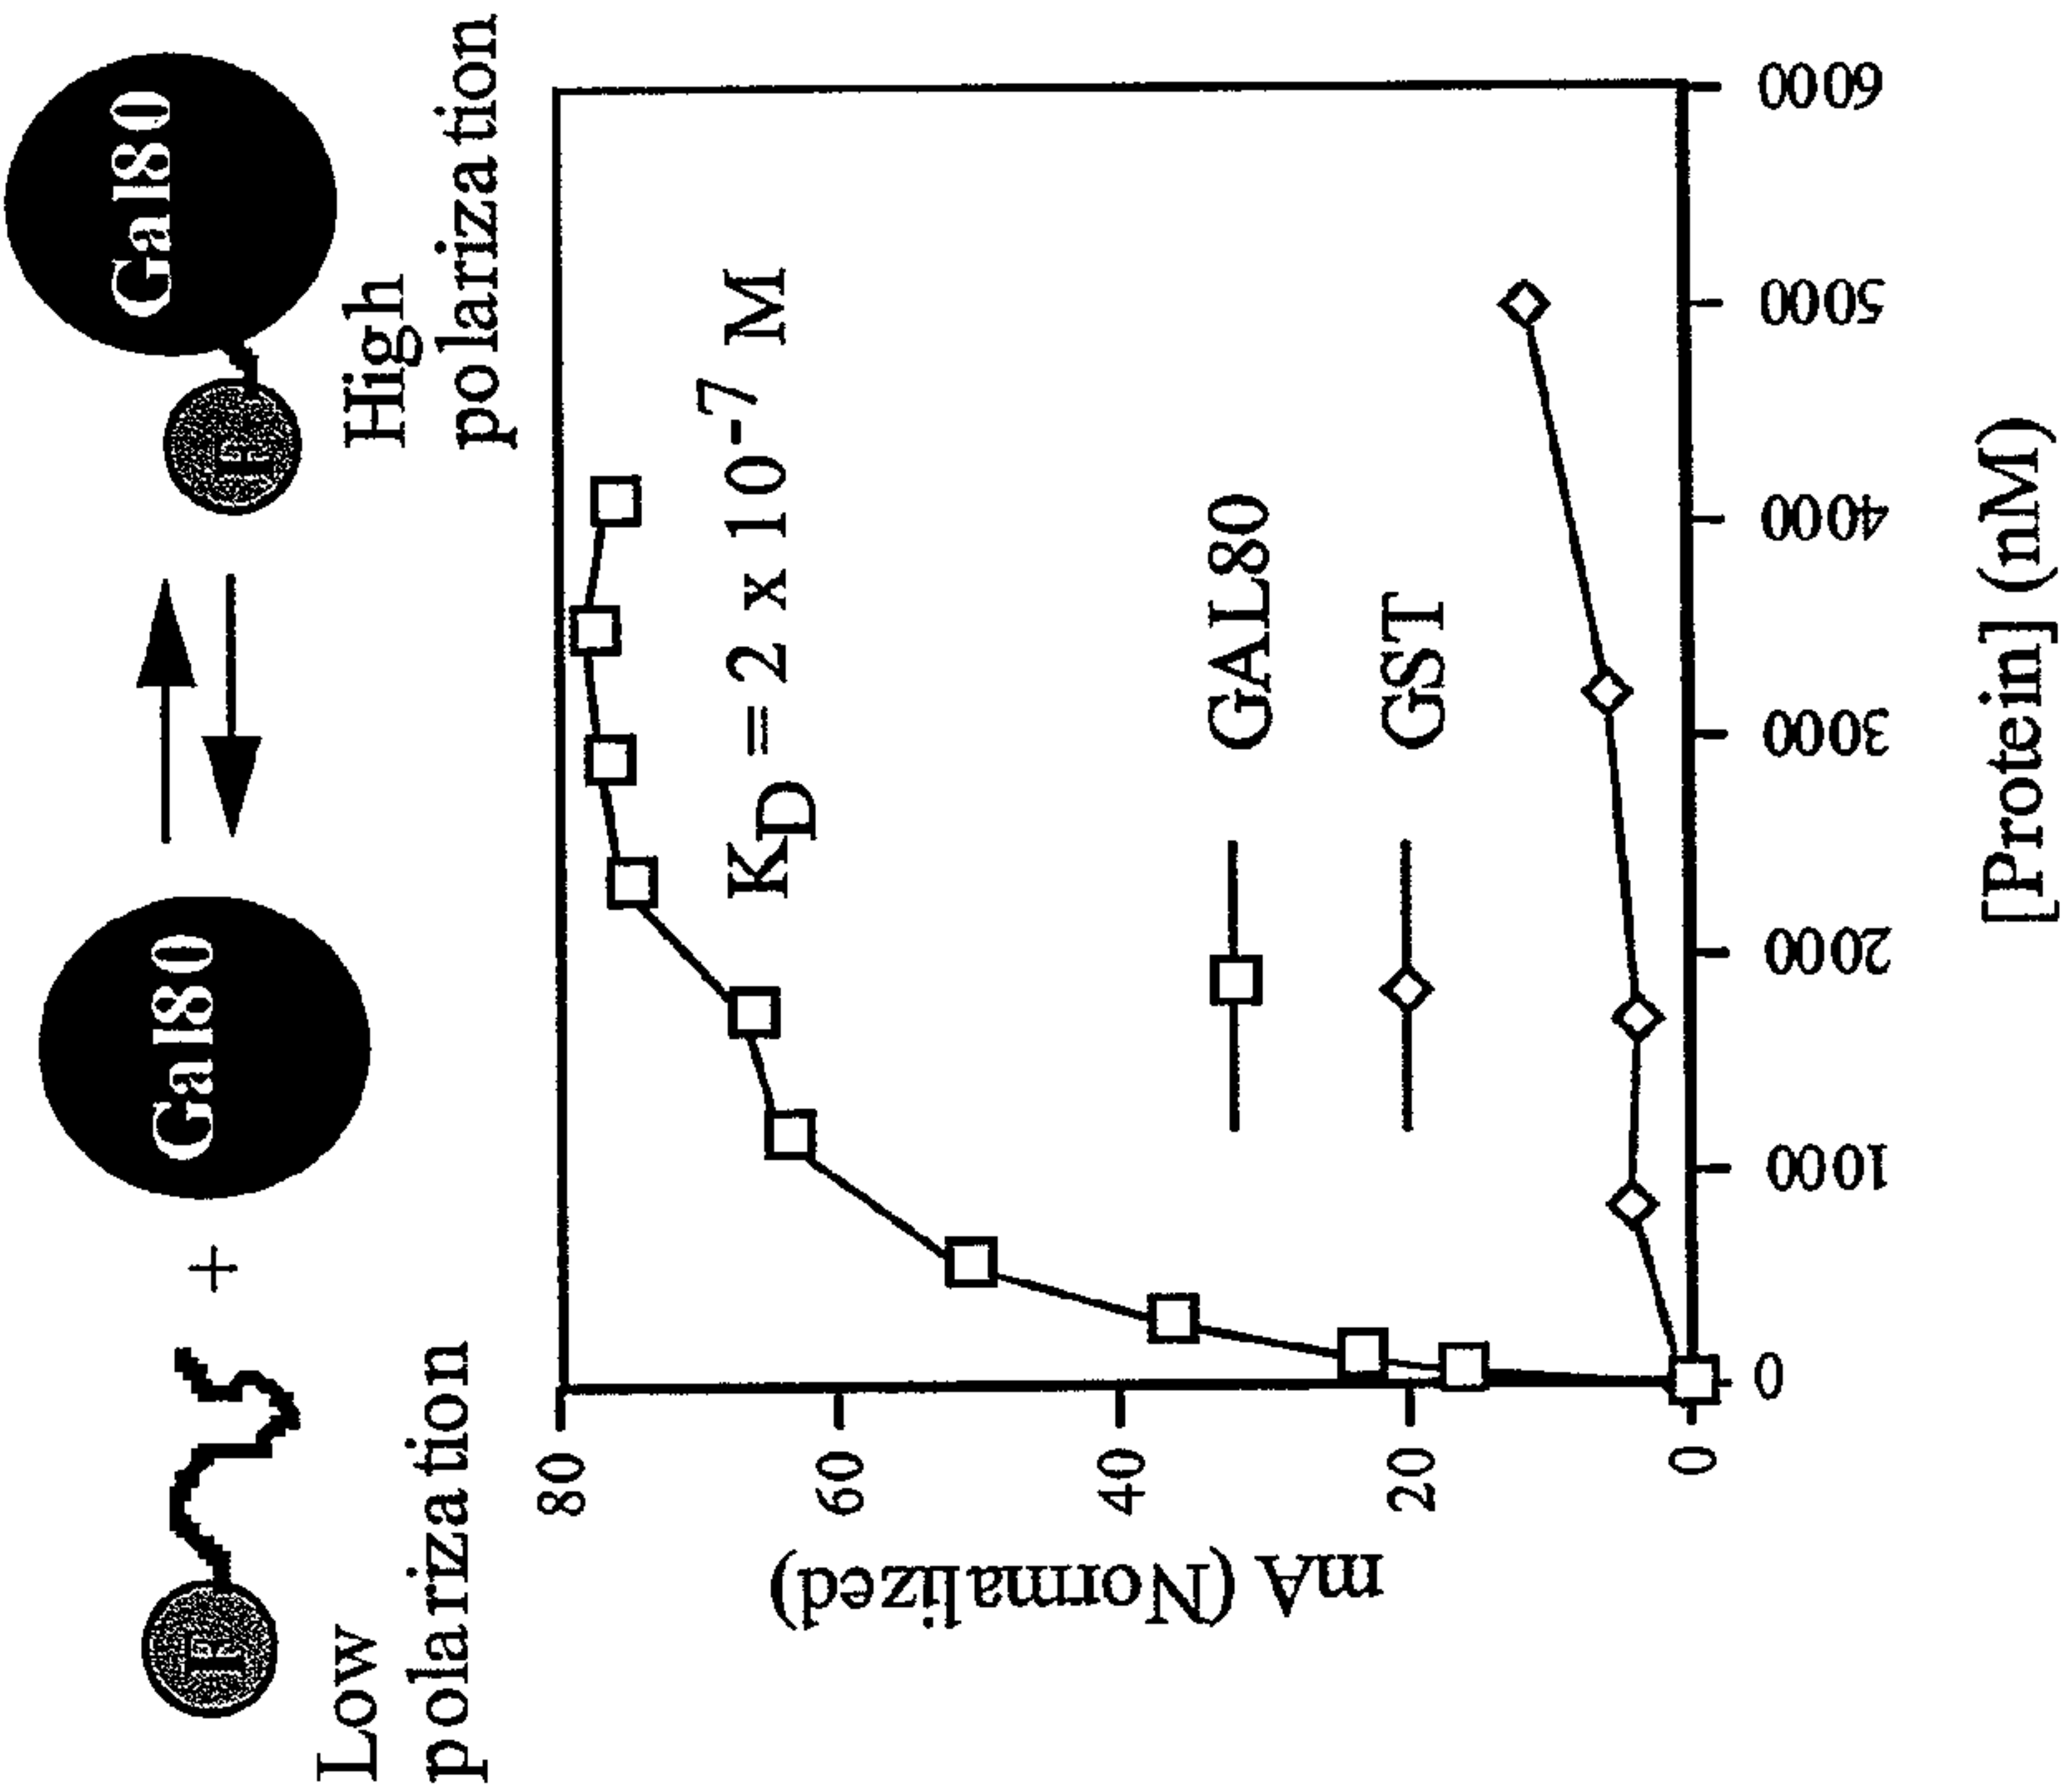 F
+
Gal80
F
Gal80
Low
polarization
High
polarization
80
60
40
20
0
mA (Normalized)
KD = 2 x 10-7 M
GAL80
GST
0
1000
2000
3000
4000
5000
6000
[Protein] (nM)